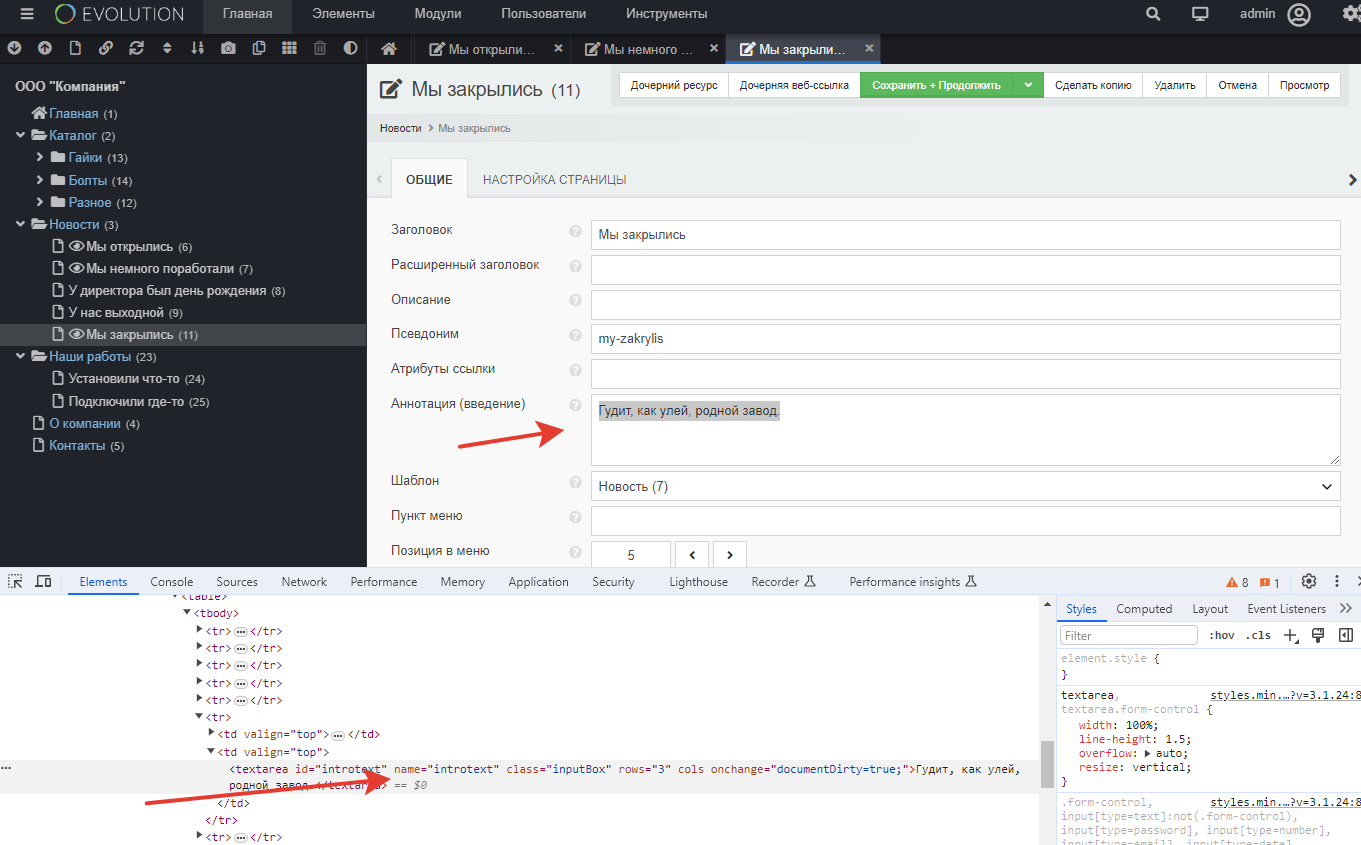 EVOLUTION Главная Элементы Модули Пользователи Инструменты admin
Мы открыли... × Мы немного ... × Мы закрыли... ×
ООО "Компания"
Главная (1)
Каталог (2)
Гайки (13)
Болты (14)
Разное (12)
Новости (3)
Мы открылись (6)
Мы немного поработали (7)
У директора был день рождения (8)
У нас выходной (9)
Мы закрылись (11)
Наши работы (23)
Установили что-то (24)
Подключили где-то (25)
О компании (4)
Контакты (5)
Мы закрылись (11)
Дочерний ресурс Дочерняя веб-ссылка Сохранить + Продолжить Сделать копию Удалить Отмена Просмотр
Новости > Мы закрылись
ОБЩИЕ НАСТРОЙКА СТРАНИЦЫ
Заголовок ? Мы закрылись
Расширенный заголовок ?
Описание ?
Псевдоним ? my-zakrylis
Атрибуты ссылки ?
Аннотация (введение) ? Гудит, как улей, родной завод.
Шаблон ? Новость (7)
Пункт меню ?
Позиция в меню ? 5
Elements Console Sources Network Performance Memory Application Security Lighthouse Recorder Performance insights 8 1
<table>
<tbody>
<tr>…</tr>
<tr>…</tr>
<tr>…</tr>
<tr>…</tr>
<tr>…</tr>
<tr>
<td valign="top">…</td>
<td valign="top">
<textarea id="introtext" name="introtext" class="inputBox" rows="3" cols onchange="documentDirty=true;">Гудит, как улей,
родной завод.</textarea> == $0
</td>
</tr>
<tr>…</tr>
Styles Computed Layout Event Listeners
Filter :hov .cls
element.style {
}
textarea, styles.min.…?v=3.1.24:8
textarea.form-control {
width: 100%;
line-height: 1.5;
overflow: auto;
resize: vertical;
}
.form-control, styles.min.…?v=3.1.24:8
input[type=text]:not(.form-control),
input[type=password], input[type=number],
input[type=email], input[type=date]